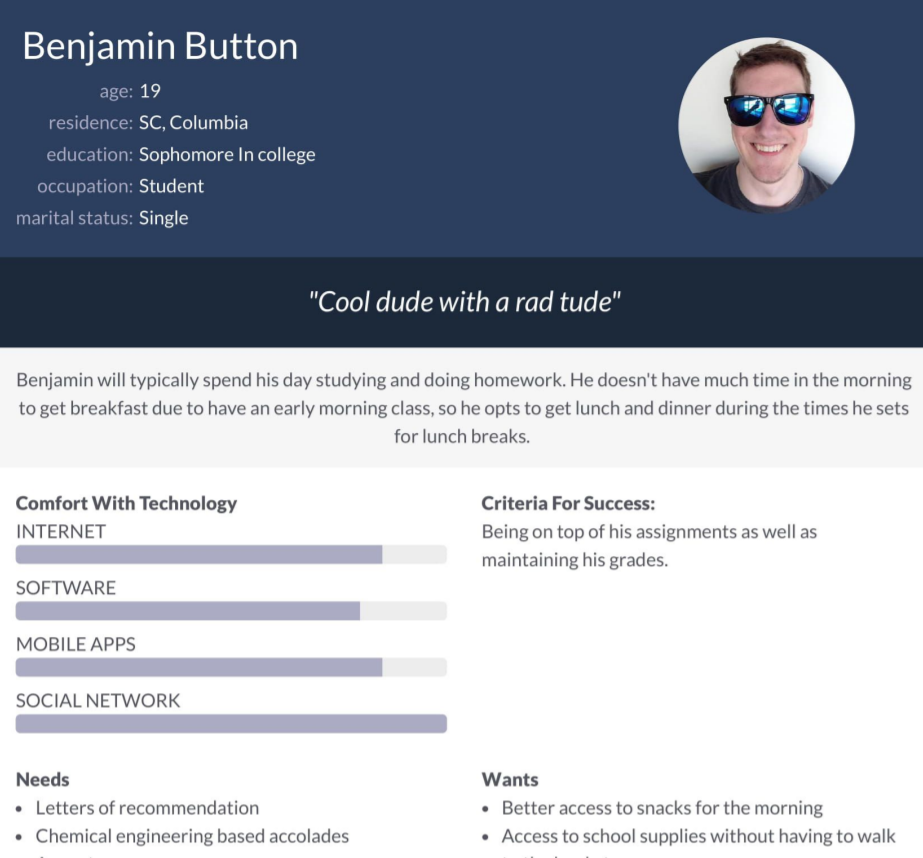 Benjamin Button
age: 19
residence: SC, Columbia
education: Sophomore In college
occupation: Student
marital status: Single
"Cool dude with a rad tude"
Benjamin will typically spend his day studying and doing homework. He doesn't have much time in the morning
to get breakfast due to have an early morning class, so he opts to get lunch and dinner during the times he sets
for lunch breaks.
Comfort With Technology
INTERNET
SOFTWARE
MOBILE APPS
SOCIAL NETWORK
Criteria For Success:
Being on top of his assignments as well as
maintaining his grades.
Needs
• Letters of recommendation
• Chemical engineering based accolades
Wants
• Better access to snacks for the morning
• Access to school supplies without having to walk